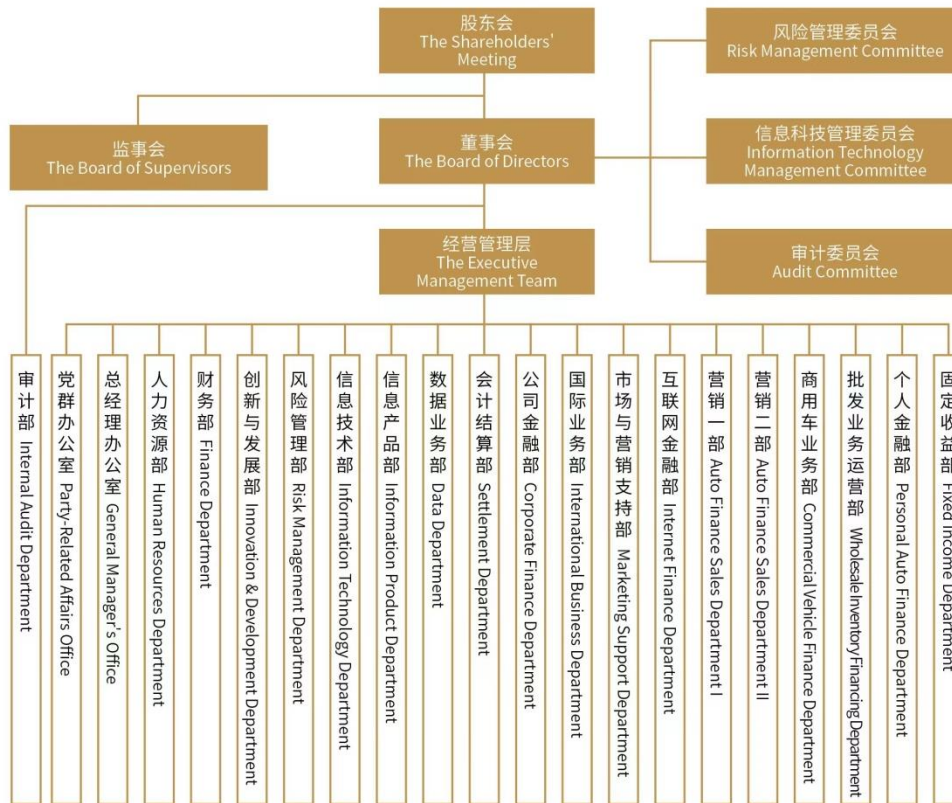 股东会
The Shareholders'
Meeting
风险管理委员会
Risk Management Committee
监事会
The Board of Supervisors
董事会
The Board of Directors
信息科技管理委员会
Information Technology
Management Committee
经营管理层
The Executive
Management Team
审计委员会
Audit Committee
审计部 Internal Audit Department
党群办公室 Party-Related Affairs Office
总经理办公室 General Manager's Office
人力资源部 Human Resources Department
财务部 Finance Department
创新与发展部 Innovation & Development Department
风险管理部 Risk Management Department
信息技术部 Information Technology Department
信息产品部 Information Product Department
数据业务部 Data Department
会计结算部 Settlement Department
公司金融部 Corporate Finance Department
国际业务部 International Business Department
市场与营销支持部 Marketing Support Department
互联网金融部 Internet Finance Department
营销一部 Auto Finance Sales Department I
营销二部 Auto Finance Sales Department II
商用车业务部 Commercial Vehicle Finance Department
批发业务运营部 Wholesale Inventory Financing Department
个人金融部 Personal Auto Finance Department
固定收益部 Fixed Income Department